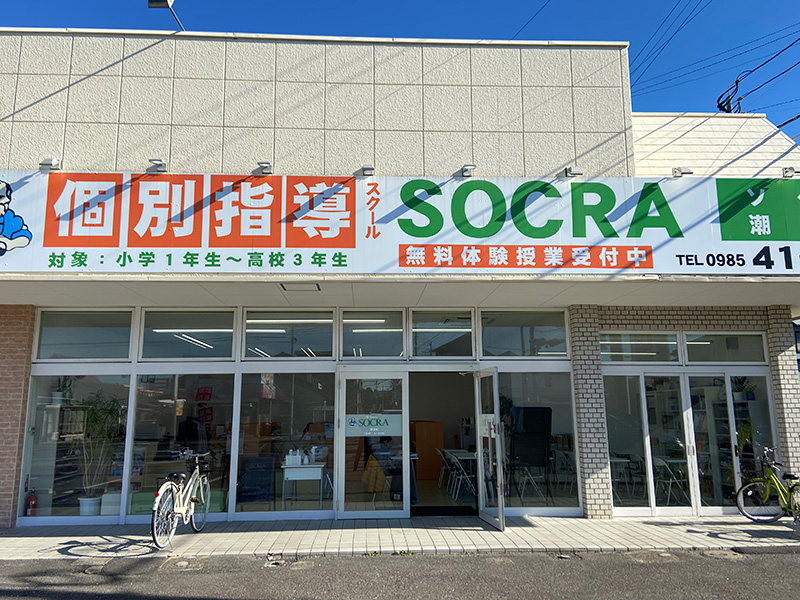 個別指導
スクール
SOCRA
対象：小学1年生～高校3年生
無料体験授業受付中
ソ
潮
TEL 0985 41
SOCRA